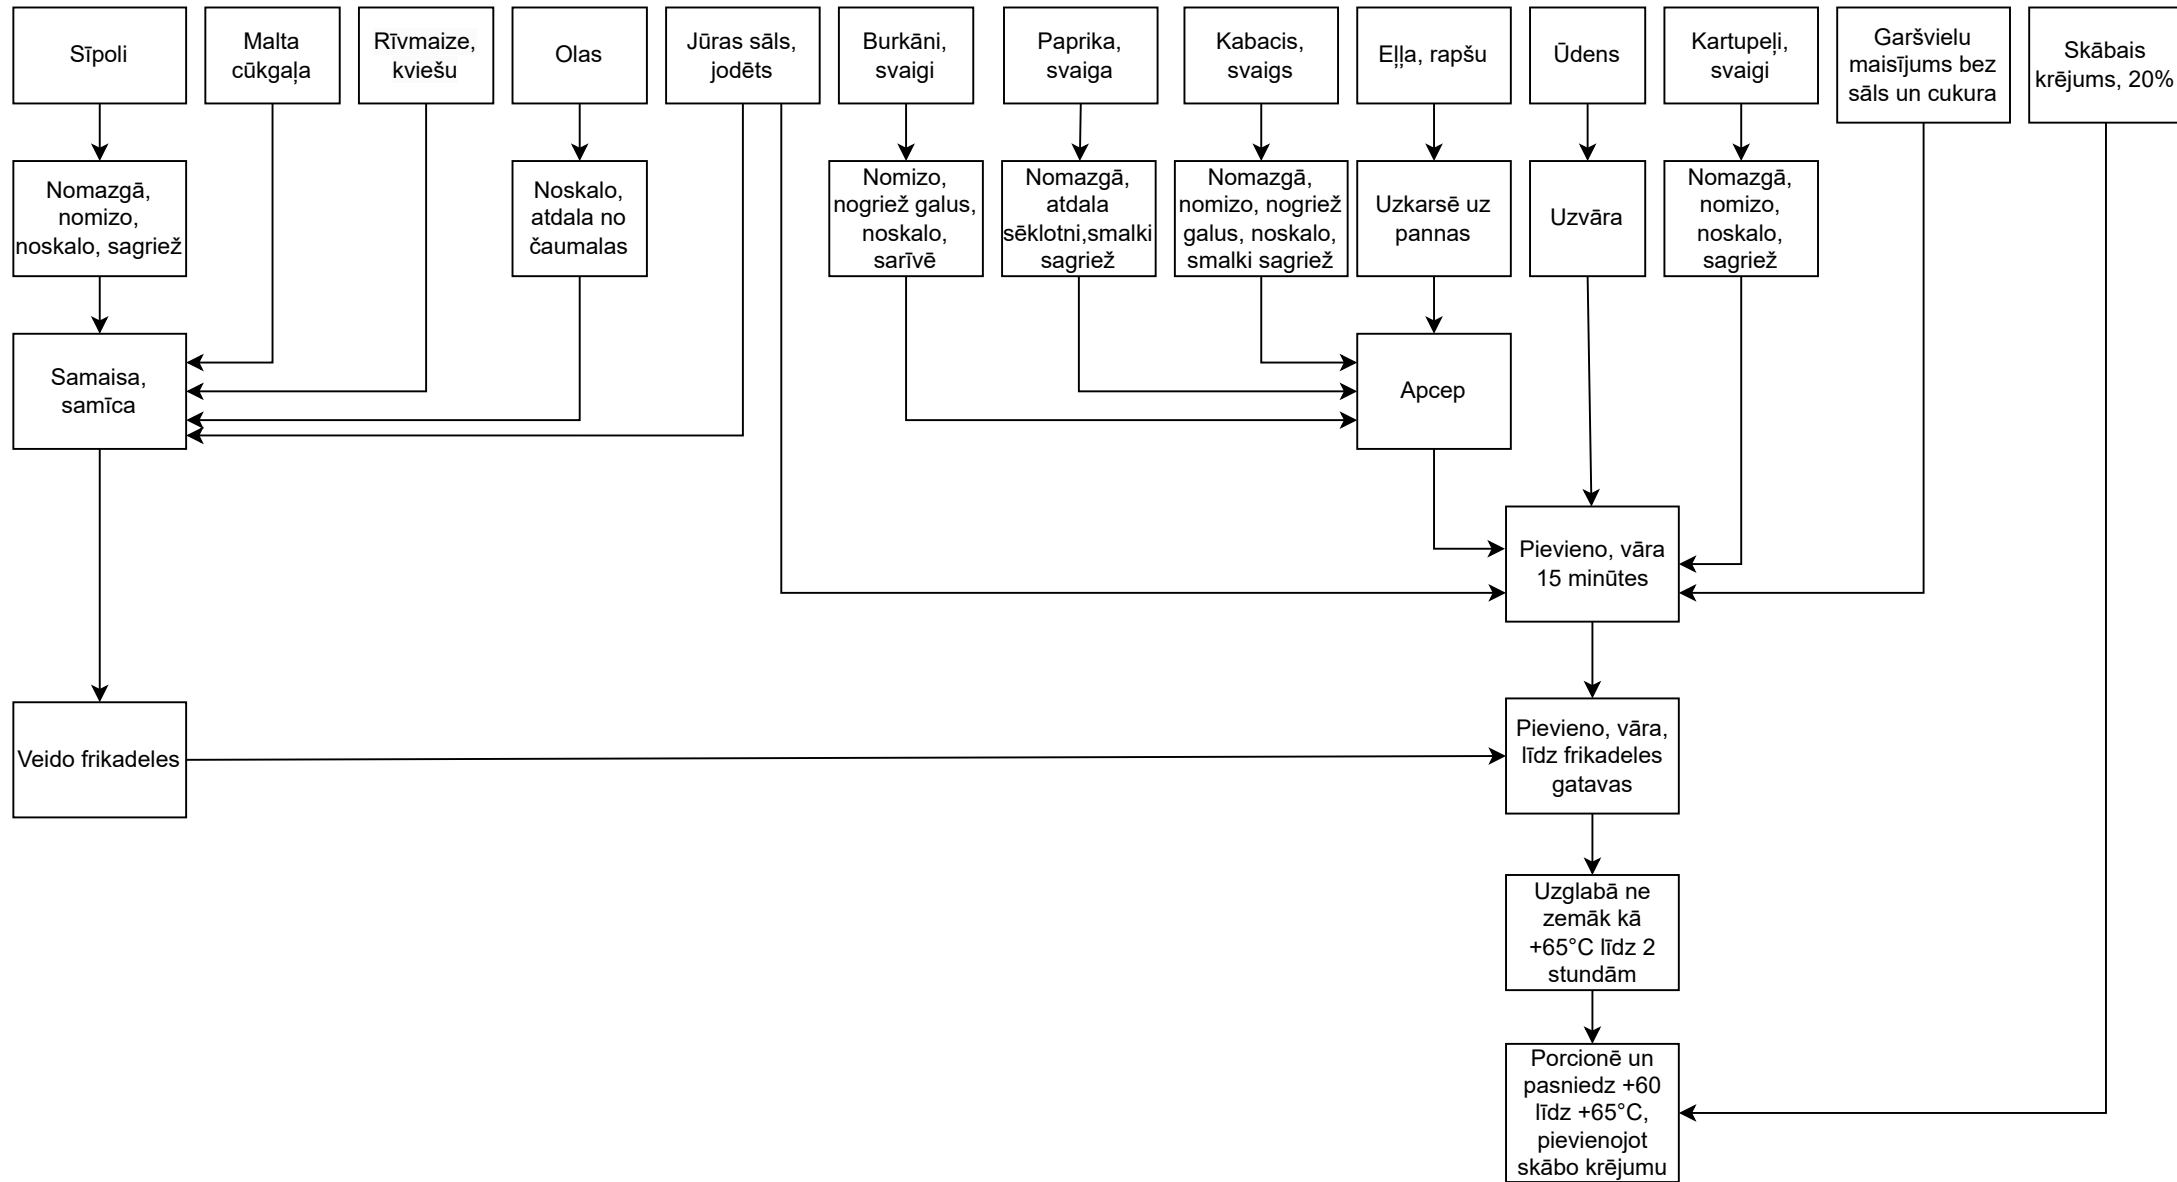 Sīpoli
Malta
cūkgaļa
Rīvmaize,
kviešu
Olas
Jūras sāls,
jodēts
Burkāni,
svaigi
Paprika,
svaiga
Kabacis,
svaigs
Eļļa, rapšu
Ūdens
Kartupeļi,
svaigi
Garšvielu
maisījums bez
sāls un cukura
Skābais
krējums, 20%
Nomazgā,
nomizo,
noskalo, sagriež
Noskalo,
atdala no
čaumalas
Nomizo,
nogriež galus,
noskalo,
sarīvē
Nomazgā,
atdala
sēklotni,smalki
sagriež
Nomazgā,
nomizo, nogriež
galus, noskalo,
smalki sagriež
Uzkarsē uz
pannas
Uzvāra
Nomazgā,
nomizo,
noskalo,
sagriež
Samaisa,
samīca
Apcep
Pievieno, vāra
15 minūtes
Veido frikadeles
Pievieno, vāra,
līdz frikadeles
gatavas
Uzglabā ne
zemāk kā
+65°C līdz 2
stundām
Porcionē un
pasniedz +60
līdz +65°C,
pievienojot
skābo krējumu